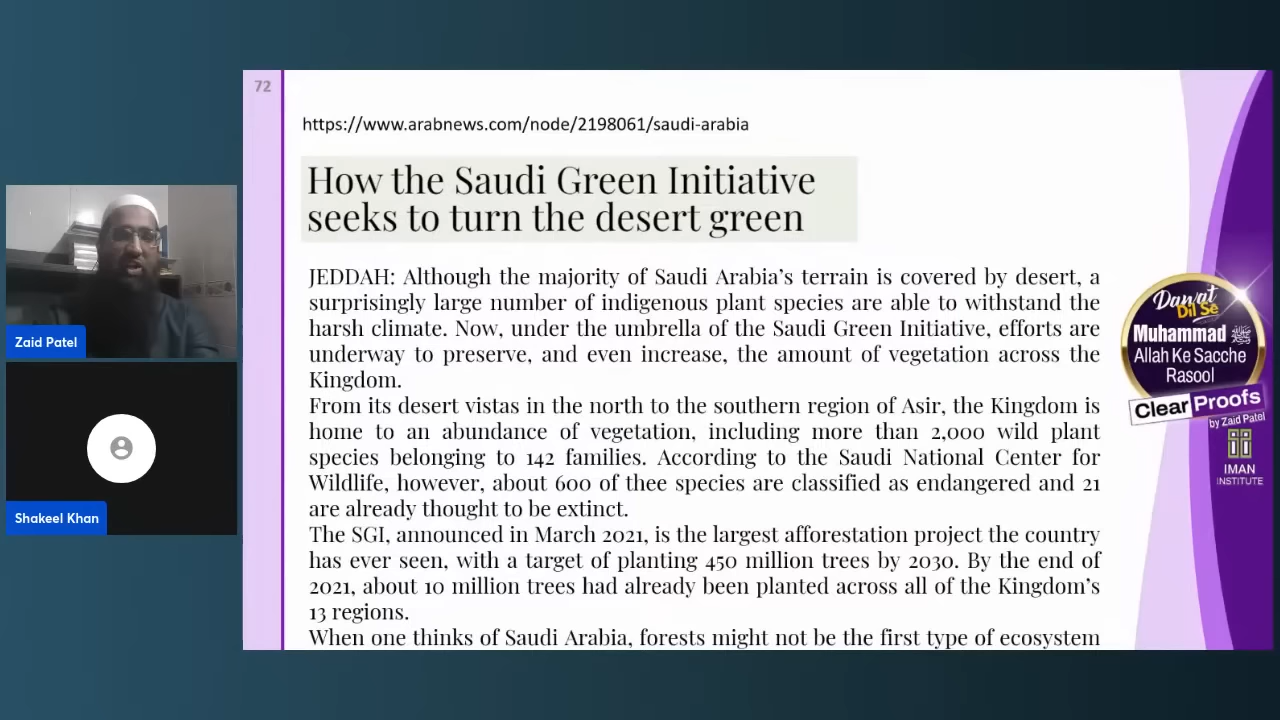 72
https://www.arabnews.com/node/2198061/saudi-arabia
How the Saudi Green Initiative
seeks to turn the desert green
JEDDAH: Although the majority of Saudi Arabia's terrain is covered by desert, a
surprisingly large number of indigenous plant species are able to withstand the
harsh climate. Now, under the umbrella of the Saudi Green Initiative, efforts are
underway to preserve, and even increase, the amount of vegetation across the
Kingdom.
From its desert vistas in the north to the southern region of Asir, the Kingdom is
home to an abundance of vegetation, including more than 2,000 wild plant
species belonging to 142 families. According to the Saudi National Center for
Wildlife, however, about 600 of thee species are classified as endangered and 21
are already thought to be extinct.
The SGI, announced in March 2021, is the largest afforestation project the country
has ever seen, with a target of planting 450 million trees by 2030. By the end of
2021, about 10 million trees had already been planted across all of the Kingdom's
13 regions.
When one thinks of Saudi Arabia, forests might not be the first type of ecosystem
Zaid Patel
Shakeel Khan
Dawat
Dil Se
Muhammad ﷺ
Allah Ke Sacche
Rasool
Clear Proofs
by Zaid Patel
IMAN
INSTITUTE